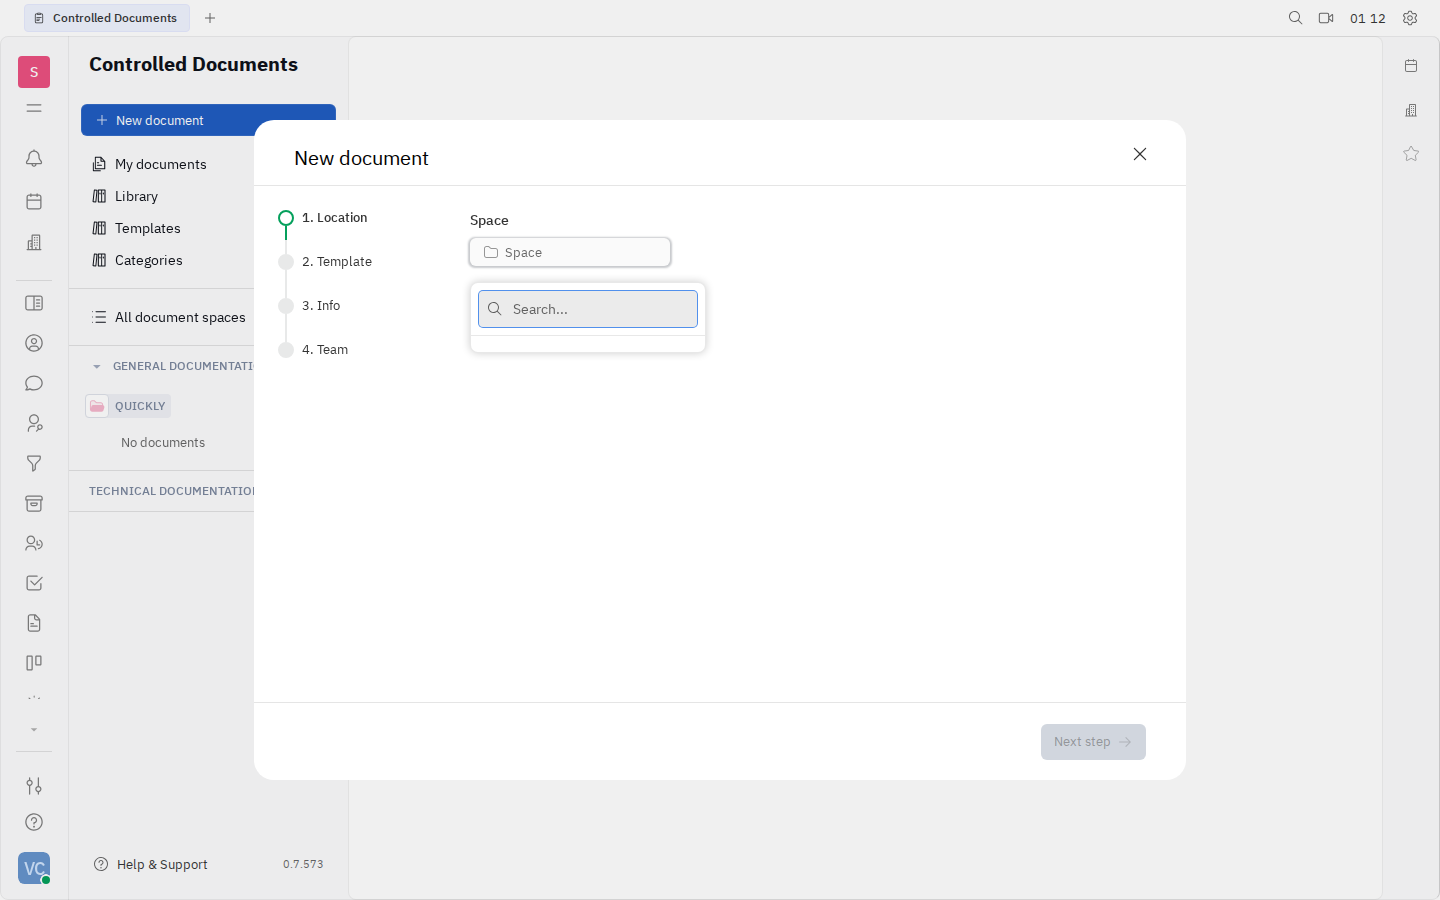 Controlled Documents
01 12
S
Controlled Documents
New document
My documents
Library
Templates
Categories
All document spaces
GENERAL DOCUMENTATI
QUICKLY
No documents
TECHNICAL DOCUMENTATION
Help & Support
0.7.573
VC
New document
1. Location
2. Template
3. Info
4. Team
Space
Space
Search...
Next step